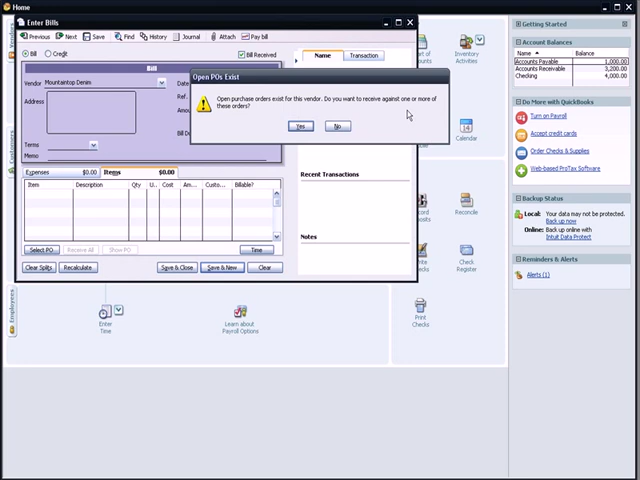 Home
Enter Bills
Previous Next Save Find History Journal Attach Pay bill
Bill Credit Bill Received
Name Transaction
Bill
Vendor Mountaintop Denim
Address
Ref.
Terms
Memo
Open POs Exist
Open purchase orders exist for this vendor. Do you want to receive against one or more of
these orders?
Yes No
Recent Transactions
Notes
Expenses $0.00 Items $0.00
Item Description Qty U.. Cost Am... Custo... Billable?
Select PO Receive All Show PO Time
Clear Splits Recalculate Save & Close Save & New Clear
Vendors
Customers
Employees
Inventory
Activities
14
Calendar
Reconcile
Check
Register
Print
Checks
Enter
Time
Learn about
Payroll Options
Getting Started
Account Balances
Name Balance
Accounts Payable 1,000.00
Accounts Receivable 3,200.00
Checking 4,000.00
Do More with QuickBooks
Turn on Payroll
Accept credit cards
Order Checks & Supplies
Web-based ProTax Software
Backup Status
Local: Your data may not be protected.
Back up now
Online: Back up online with
Intuit Data Protect
Reminders & Alerts
Alerts (1)